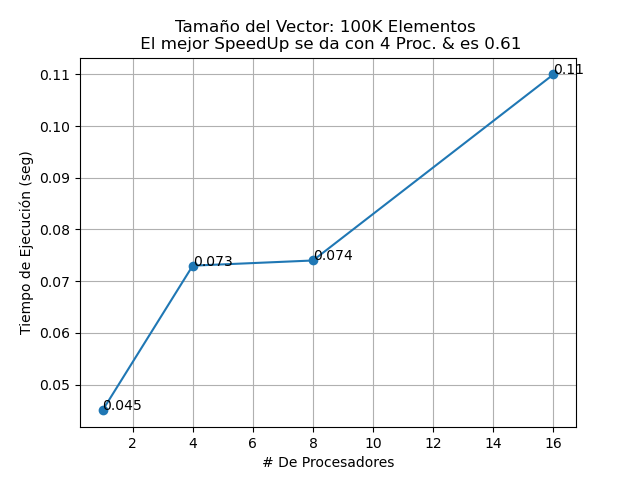 Tamaño del Vector: 100K Elementos
El mejor SpeedUp se da con 4 Proc. & es 0.61
Tiempo de Ejecución (seg)
0.11
0.10
0.09
0.08
0.07
0.06
0.05
0.045
0.073
0.074
0.11
2 4 6 8 10 12 14 16
# De Procesadores